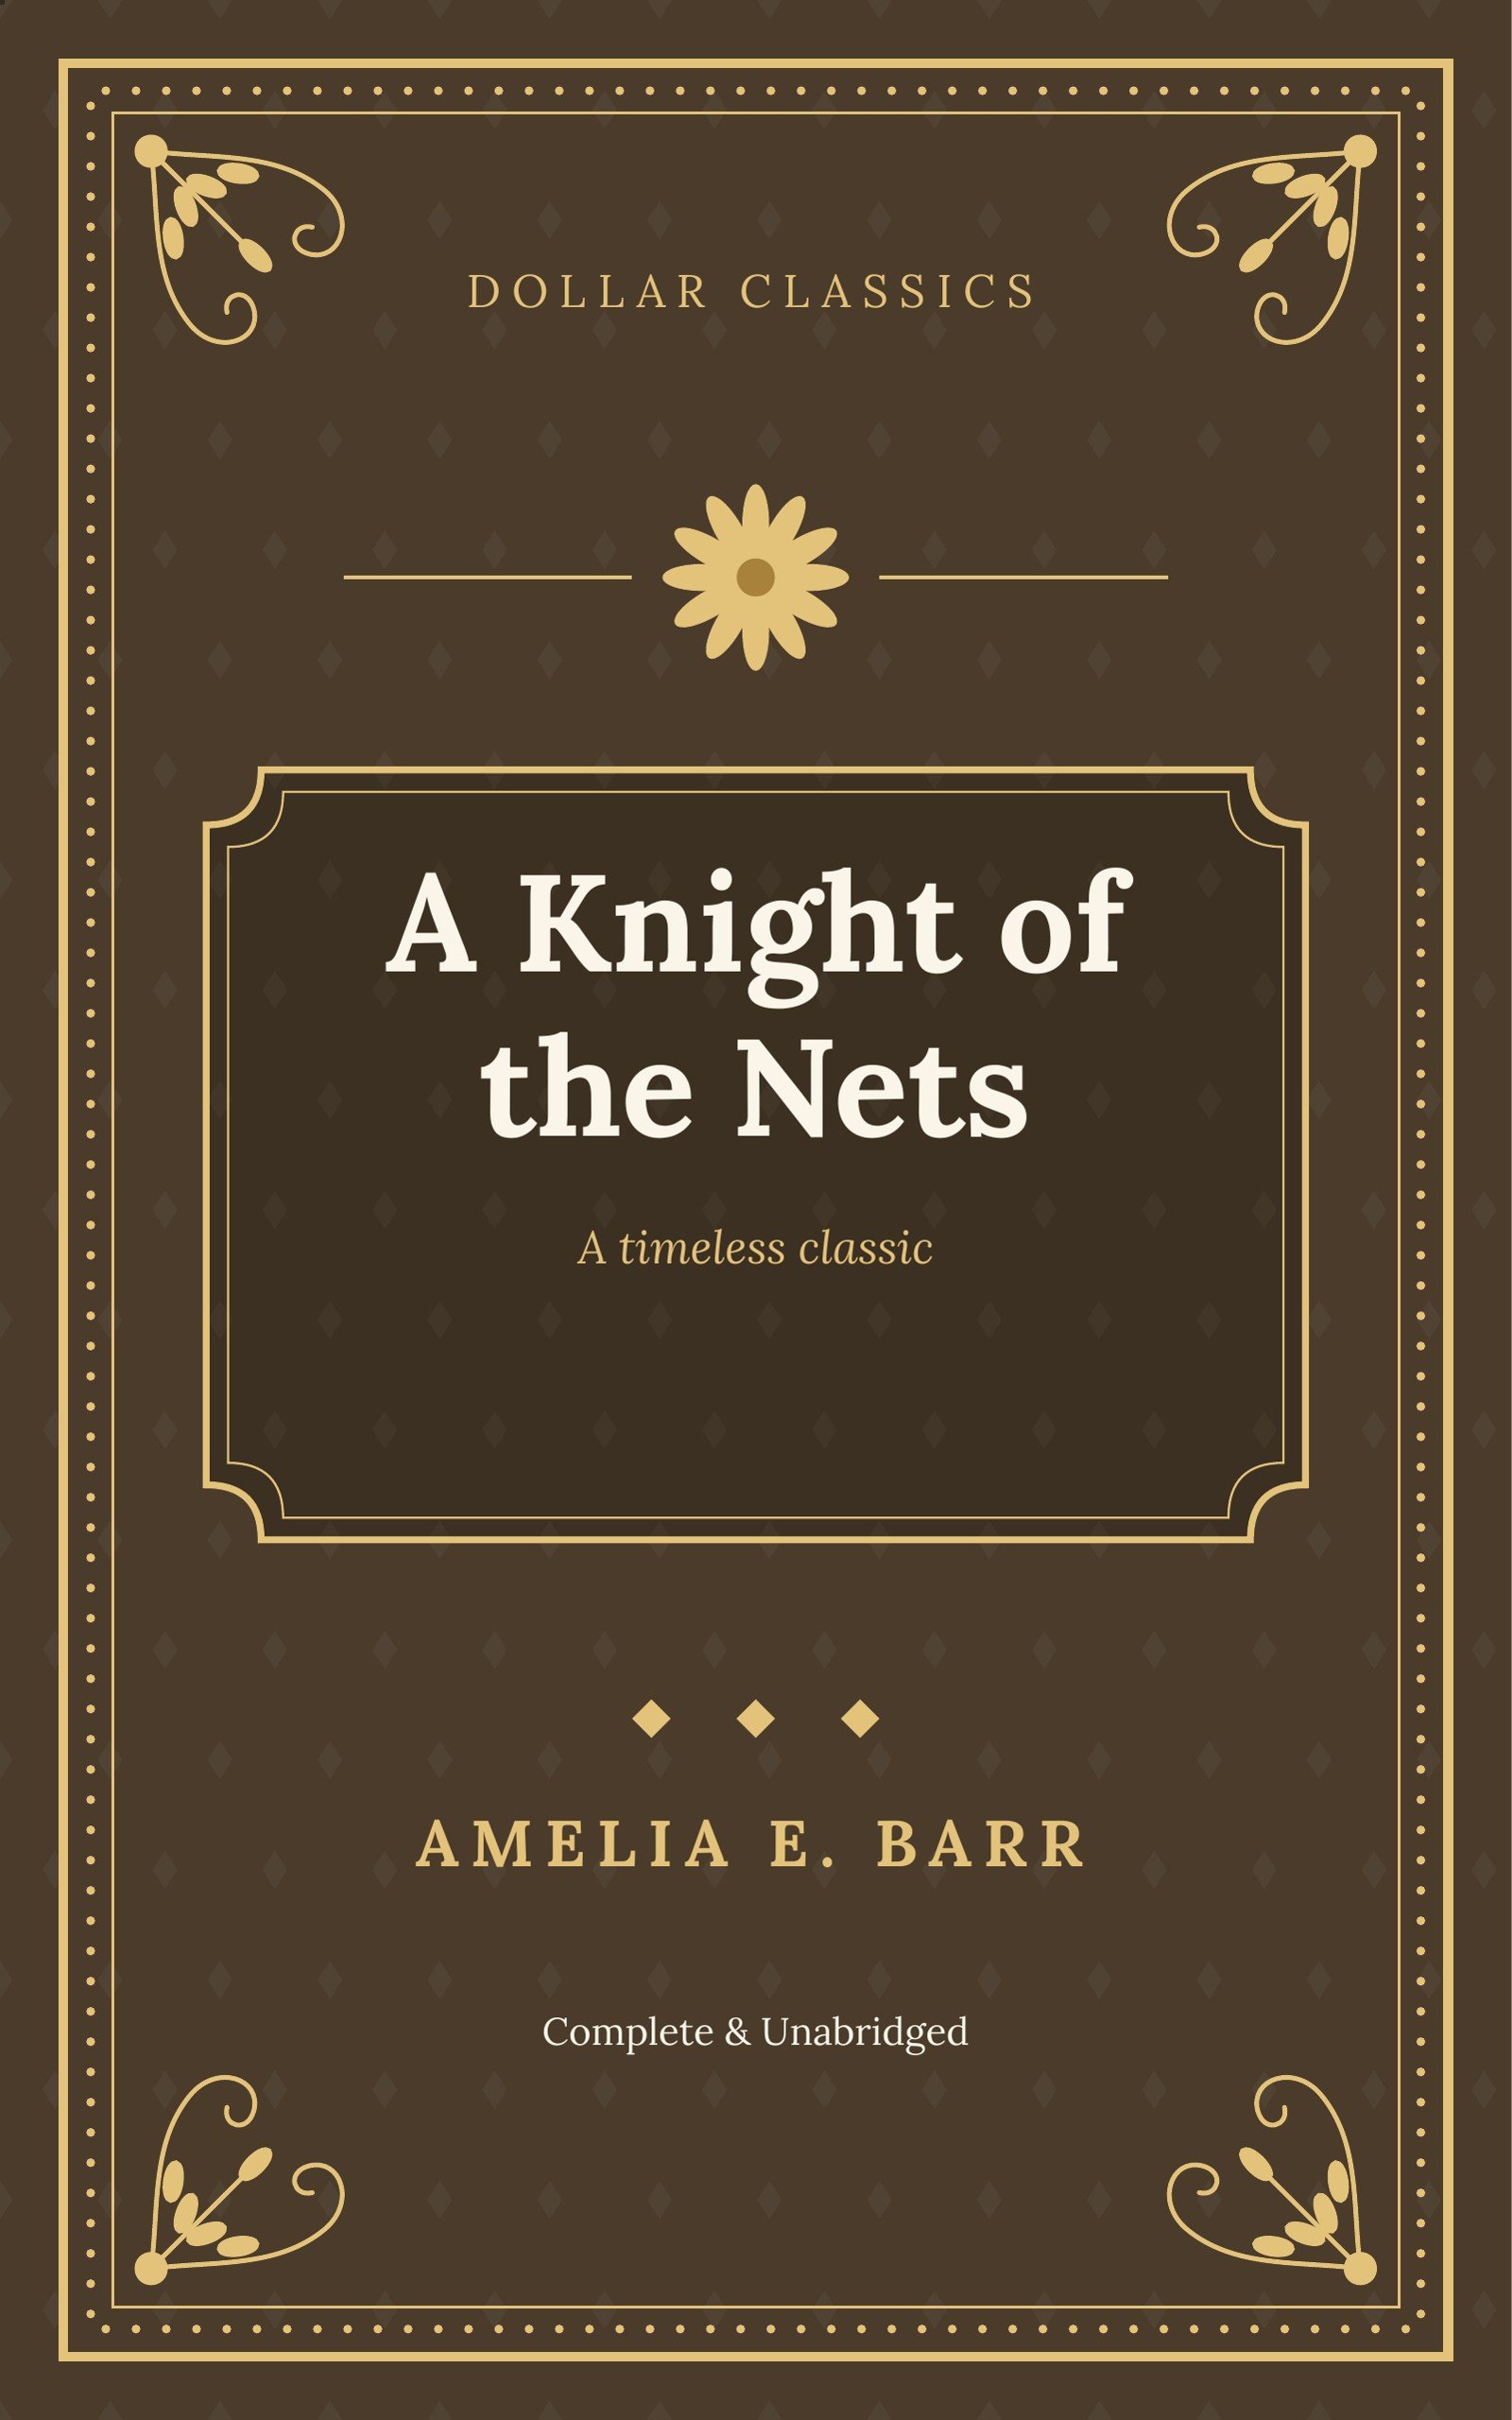 DOLLAR CLASSICS
A Knight of
the Nets
A timeless classic
AMELIA E. BARR
Complete & Unabridged